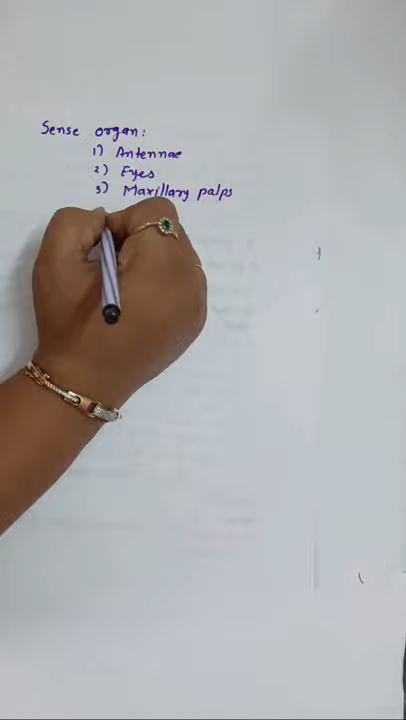 Sense organ:
1) Antennae
2) Eyes
3) Maxillary palps